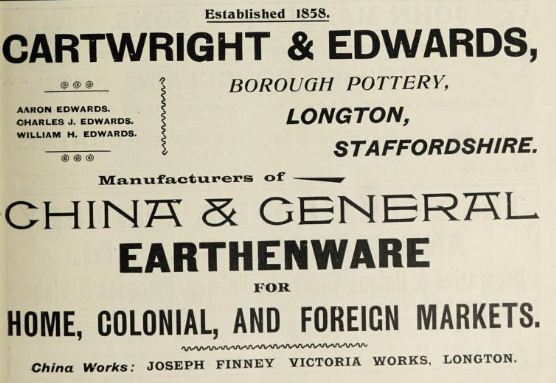 Established 1858.
CARTWRIGHT & EDWARDS,
AARON EDWARDS.
CHARLES J. EDWARDS.
WILLIAM H. EDWARDS.
BOROUGH POTTERY,
LONGTON,
STAFFORDSHIRE.
Manufacturers of
CHINA & GENERAL
EARTHENWARE
FOR
HOME, COLONIAL, AND FOREIGN MARKETS.
China Works: JOSEPH FINNEY VICTORIA WORKS, LONGTON.